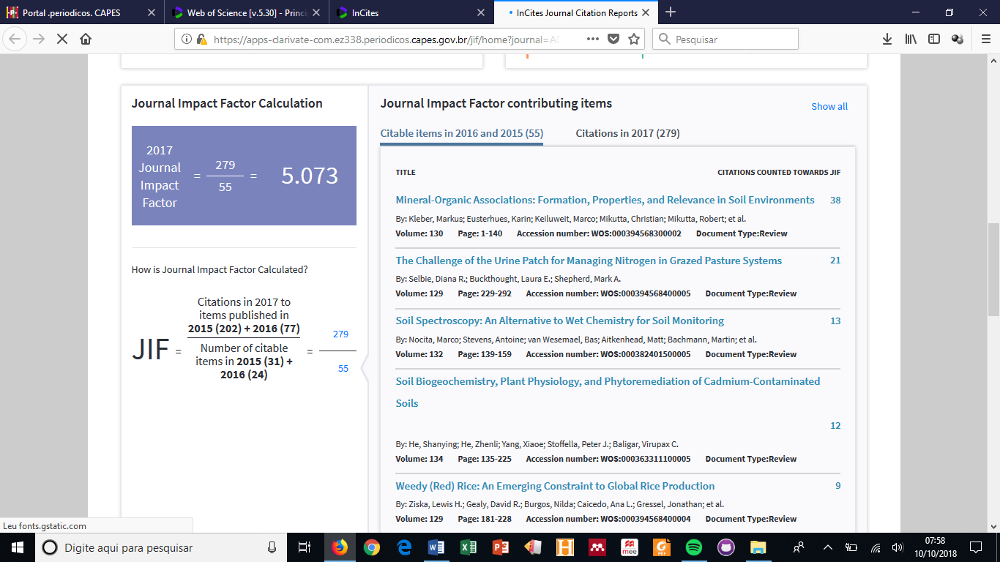 Portal .periodicos. CAPES
Web of Science [v.5.30] - Princi
InCites
InCites Journal Citation Reports
https://apps-clarivate-com.ez338.periodicos.capes.gov.br/jif/home?journal=AD
Pesquisar
Journal Impact Factor Calculation
2017
Journal
Impact
Factor
=
279
55
=
5.073
How is Journal Impact Factor Calculated?
JIF =
Citations in 2017 to
items published in
2015 (202) + 2016 (77)
Number of citable
items in 2015 (31) +
2016 (24)
=
279
55
Journal Impact Factor contributing items
Show all
Citable items in 2016 and 2015 (55)
Citations in 2017 (279)
TITLE
CITATIONS COUNTED TOWARDS JIF
Mineral-Organic Associations: Formation, Properties, and Relevance in Soil Environments 38
By: Kleber, Markus; Eusterhues, Karin; Keiluweit, Marco; Mikutta, Christian; Mikutta, Robert; et al.
Volume: 130 Page: 1-140 Accession number: WOS:000394568300002 Document Type:Review
The Challenge of the Urine Patch for Managing Nitrogen in Grazed Pasture Systems 21
By: Selbie, Diana R.; Buckthought, Laura E.; Shepherd, Mark A.
Volume: 129 Page: 229-292 Accession number: WOS:000394568400005 Document Type:Review
Soil Spectroscopy: An Alternative to Wet Chemistry for Soil Monitoring 13
By: Nocita, Marco; Stevens, Antoine; van Wesemael, Bas; Aitkenhead, Matt; Bachmann, Martin; et al.
Volume: 132 Page: 139-159 Accession number: WOS:000382401500005 Document Type:Review
Soil Biogeochemistry, Plant Physiology, and Phytoremediation of Cadmium-Contaminated
Soils
12
By: He, Shanying; He, Zhenli; Yang, Xiaoe; Stoffella, Peter J.; Baligar, Virupax C.
Volume: 134 Page: 135-225 Accession number: WOS:000363311100005 Document Type:Review
Weedy (Red) Rice: An Emerging Constraint to Global Rice Production 9
By: Ziska, Lewis H.; Gealy, David R.; Burgos, Nilda; Caicedo, Ana L.; Gressel, Jonathan; et al.
Volume: 129 Page: 181-228 Accession number: WOS:000394568400004 Document Type:Review
Leu fonts.gstatic.com
Digite aqui para pesquisar
mee
PDF
07:58
10/10/2018